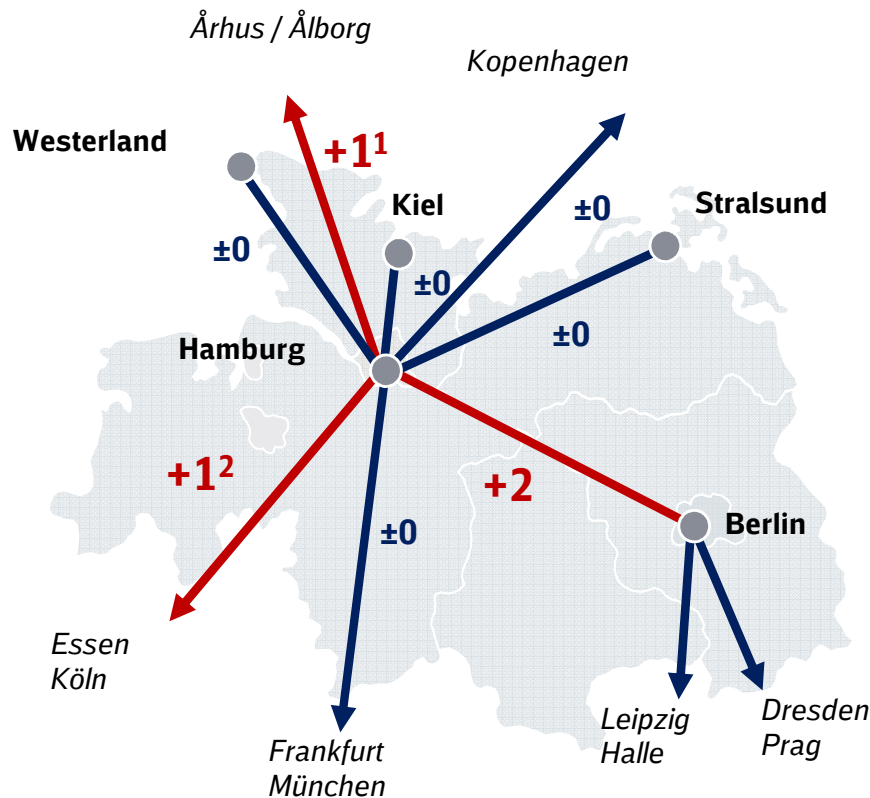 Århus / Ålborg
Kopenhagen
Westerland
+1¹
Kiel
Stralsund
±0
±0
±0
±0
Hamburg
+1²
+2
±0
Berlin
Essen
Köln
Leipzig
Halle
Dresden
Prag
Frankfurt
München